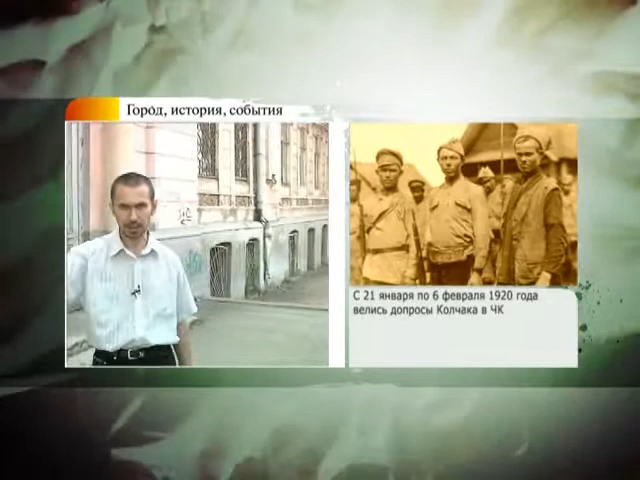 Город, история, события
С 21 января по 6 февраля 1920 года
велись допросы Колчака в ЧК